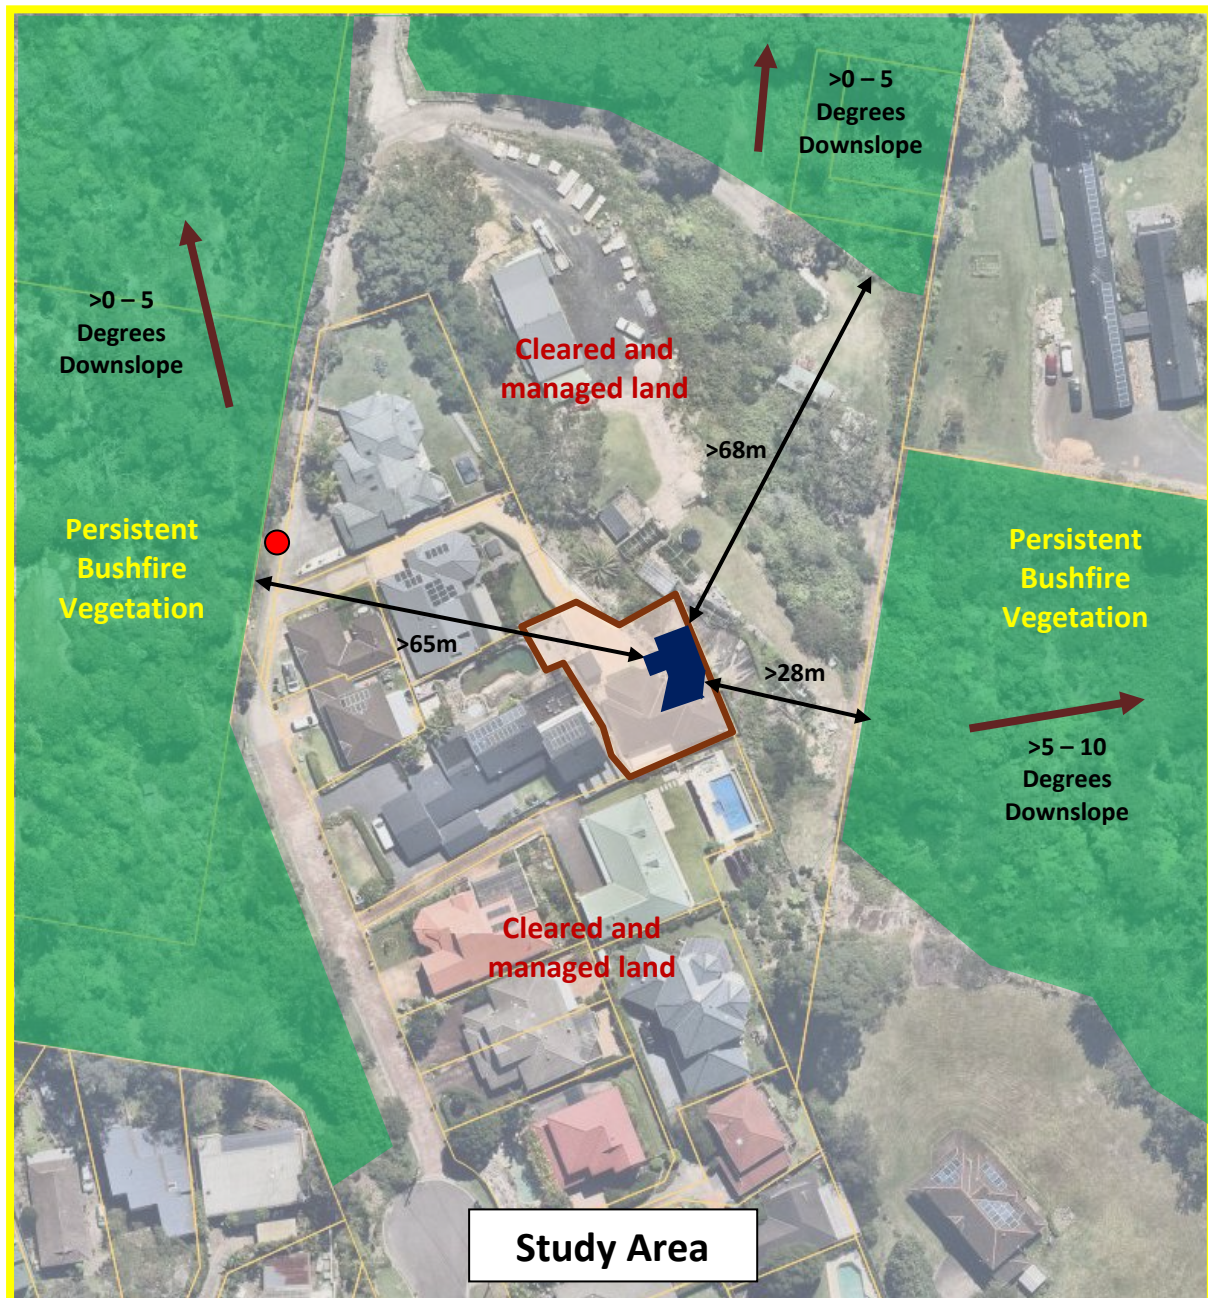 >0 – 5
Degrees
Downslope
>0 – 5
Degrees
Downslope
Cleared and
managed land
>68m
Persistent
Bushfire
Vegetation
Persistent
Bushfire
Vegetation
>65m
>28m
>5 – 10
Degrees
Downslope
Cleared and
managed land
Study Area